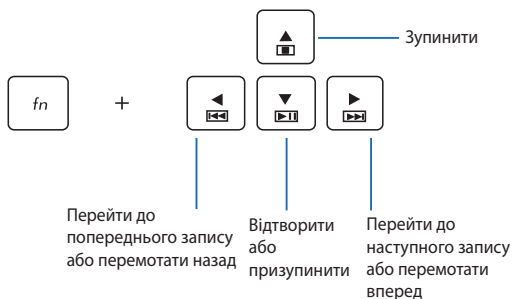 Зупинити
fn
+
Перейти до
попереднього запису
або перемотати назад
Відтворити
або
призупинити
Перейти до
наступного запису
або перемотати
вперед